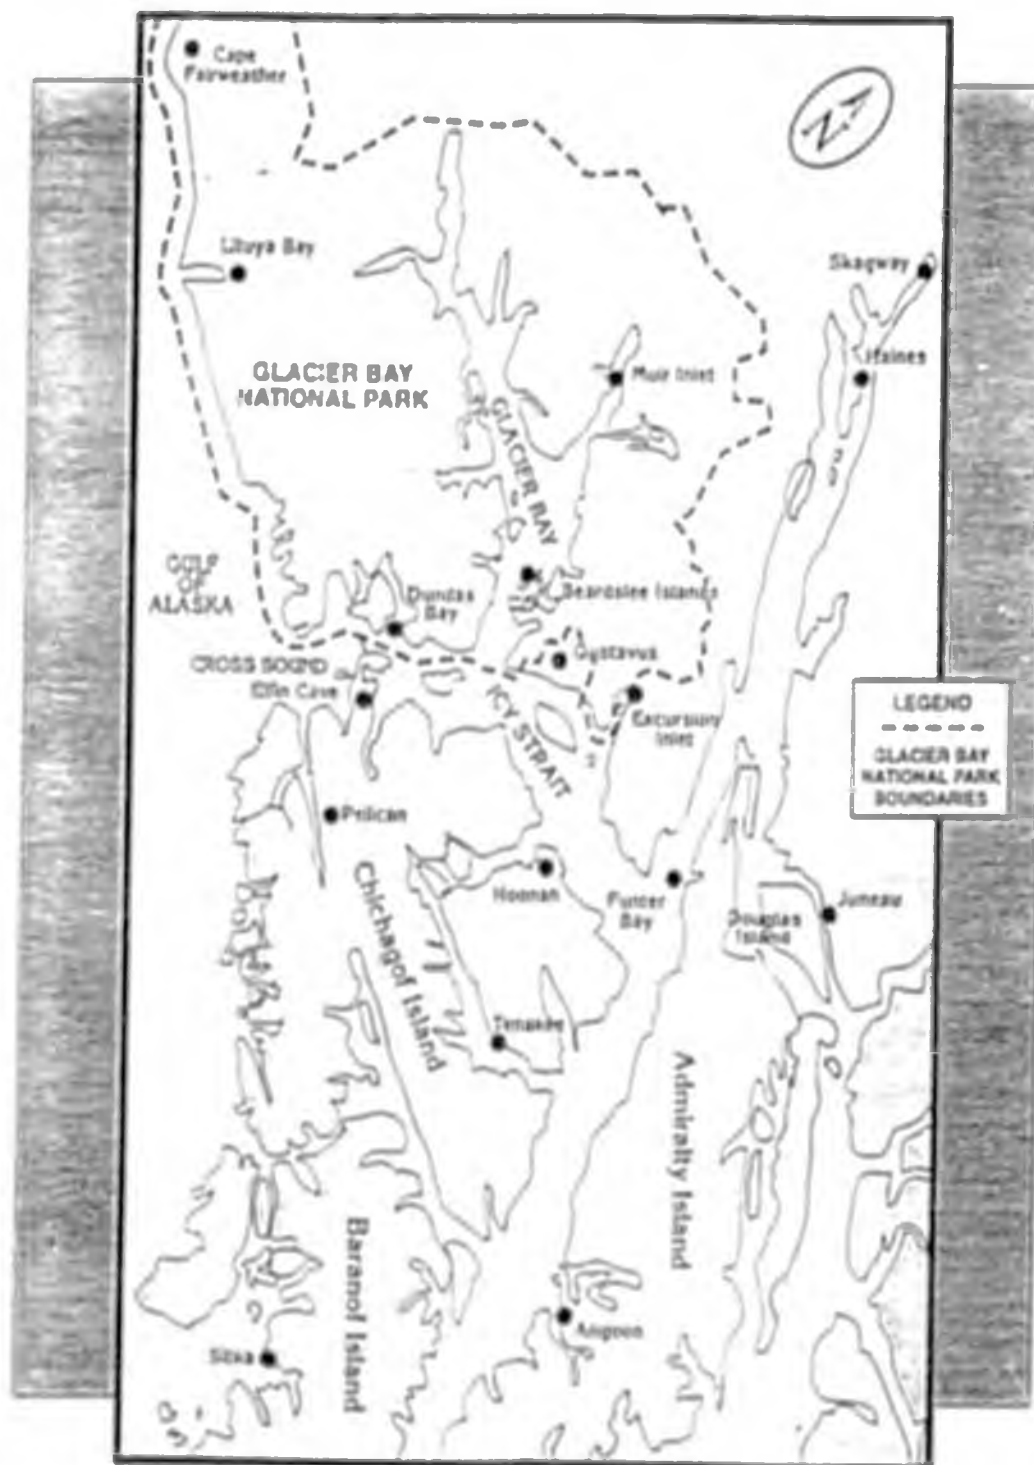 Cape
Fairweather
N
Lituya Bay
Skagway
Haines
GLACIER BAY
NATIONAL PARK
Muir Inlet
GLACIER BAY
GULF
OF
ALASKA
Dundas
Bay
Beardslee Islands
Gustavus
CROSS SOUND
Elfin Cove
ICY STRAIT
Excursion
Inlet
LEGEND
GLACIER BAY
NATIONAL PARK
BOUNDARIES
Pelican
Hoonah
Funter
Bay
Douglas
Island
Juneau
Chichagof Island
Tenakee
Admiralty Island
Baranof Island
Angoon
Sitka